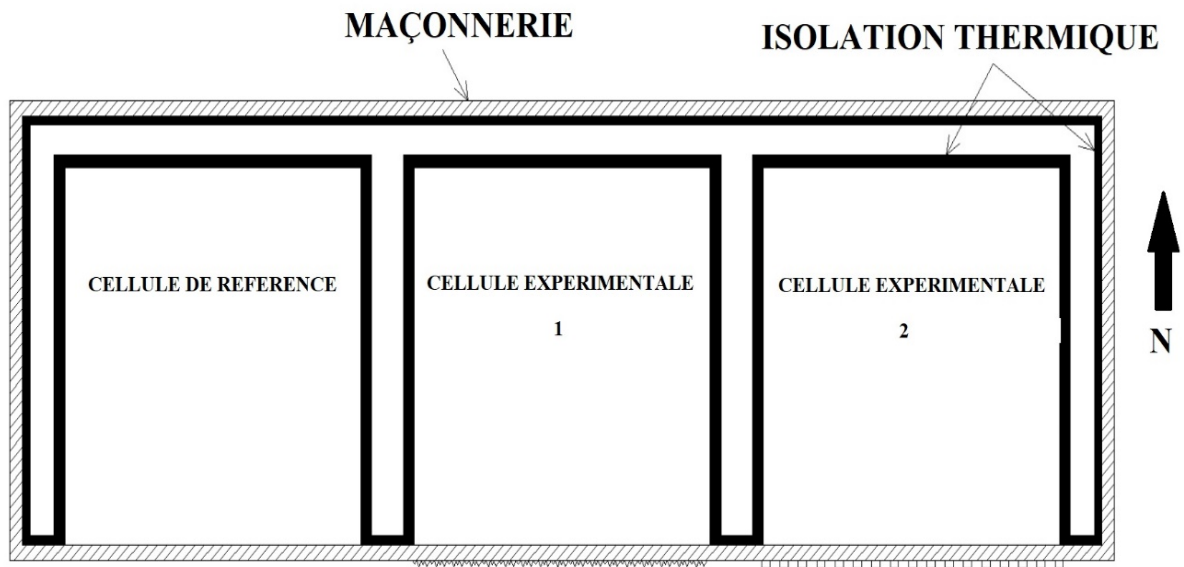 MAÇONNERIE
ISOLATION THERMIQUE
CELLULE DE REFERENCE
CELLULE EXPERIMENTALE
1
CELLULE EXPERIMENTALE
2
N